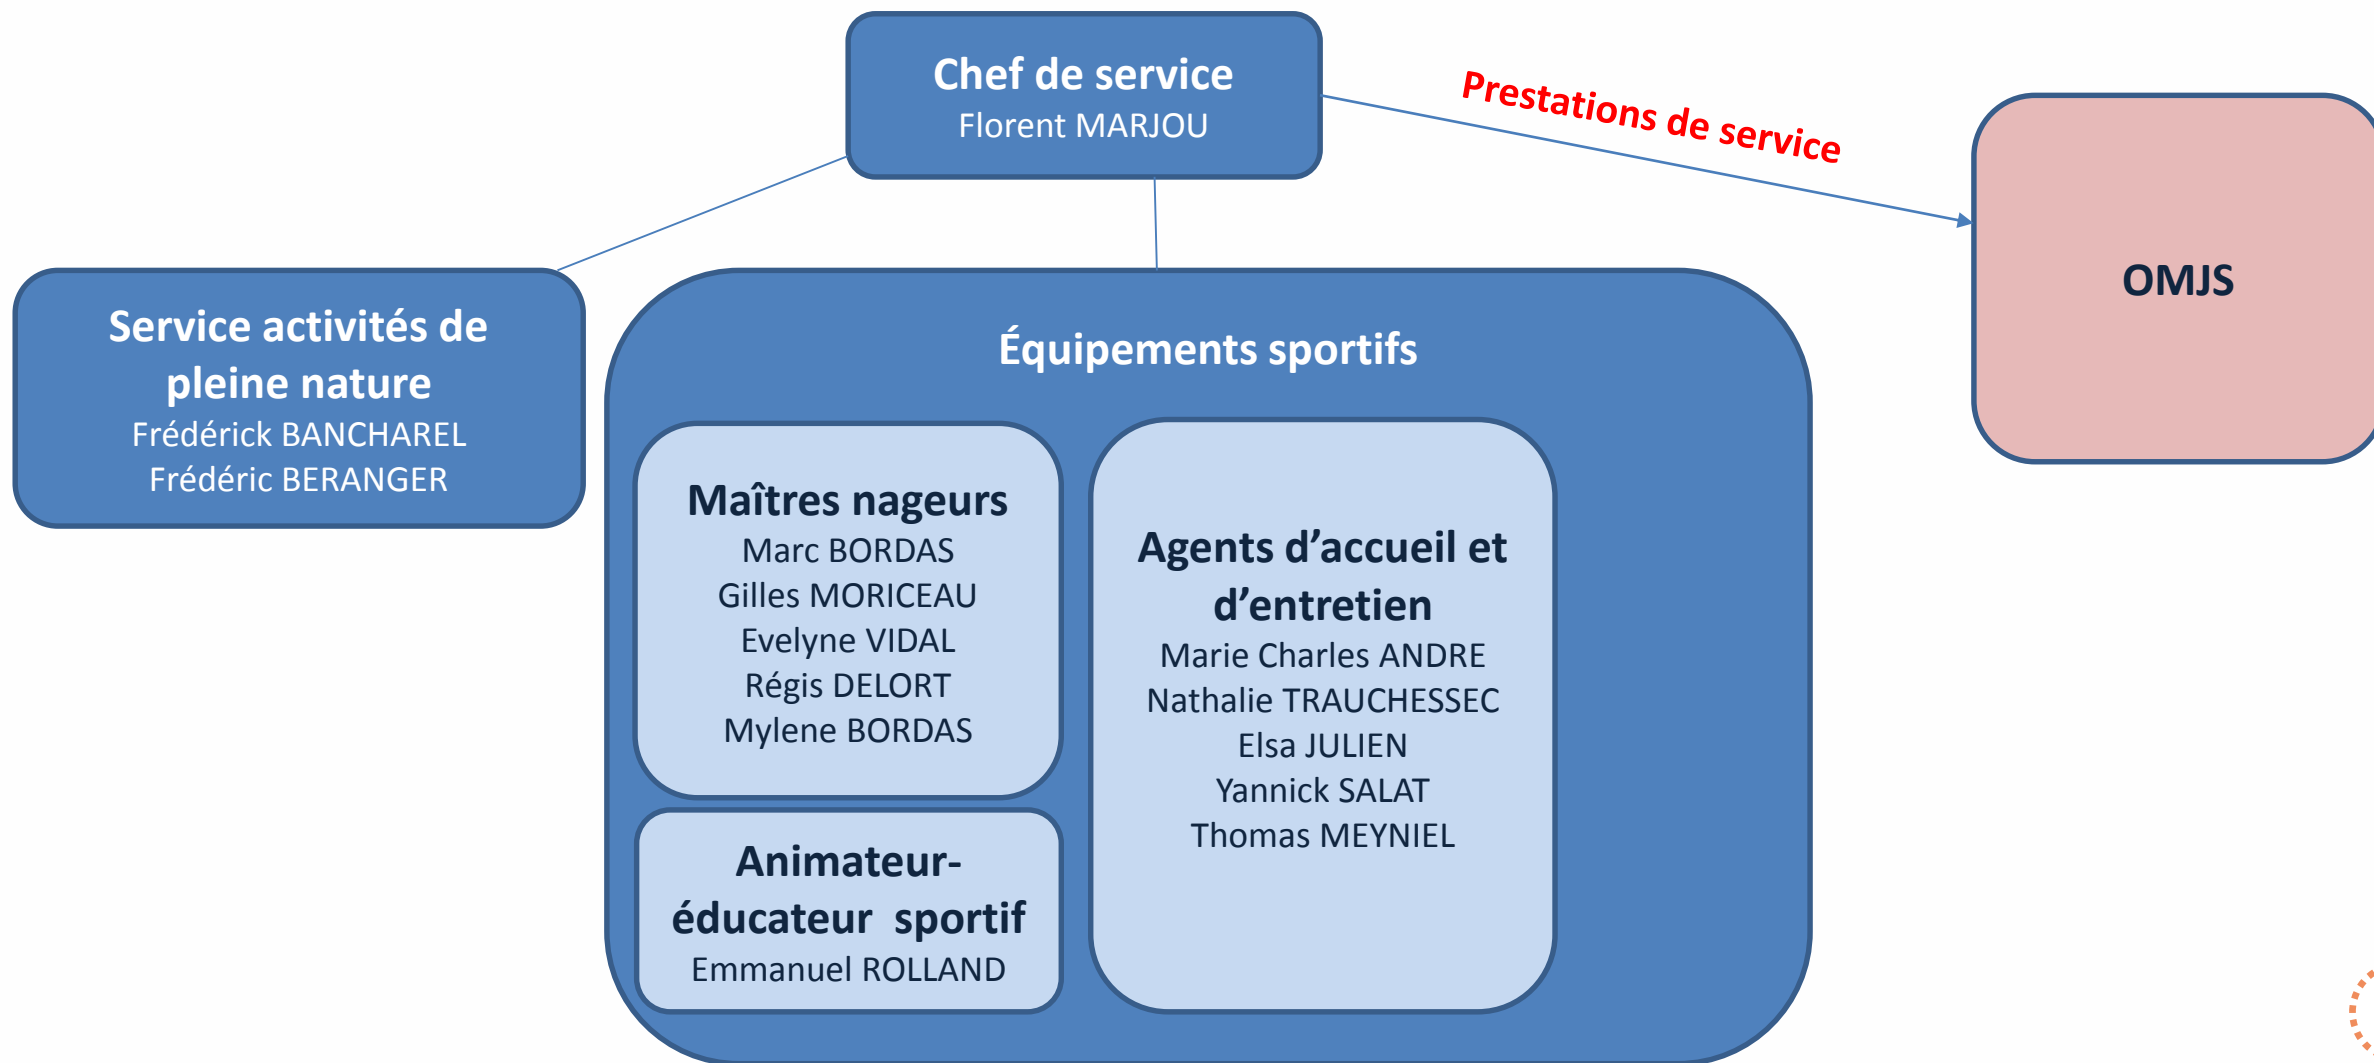 Chef de service
Florent MARJOU
Prestations de service
OMJS
Service activités de
pleine nature
Frédérick BANCHAREL
Frédéric BERANGER
Équipements sportifs
Maîtres nageurs
Marc BORDAS
Gilles MORICEAU
Evelyne VIDAL
Régis DELORT
Mylene BORDAS
Animateur-
éducateur  sportif
Emmanuel ROLLAND
Agents d’accueil et
d’entretien
Marie Charles ANDRE
Nathalie TRAUCHESSEC
Elsa JULIEN
Yannick SALAT
Thomas MEYNIEL